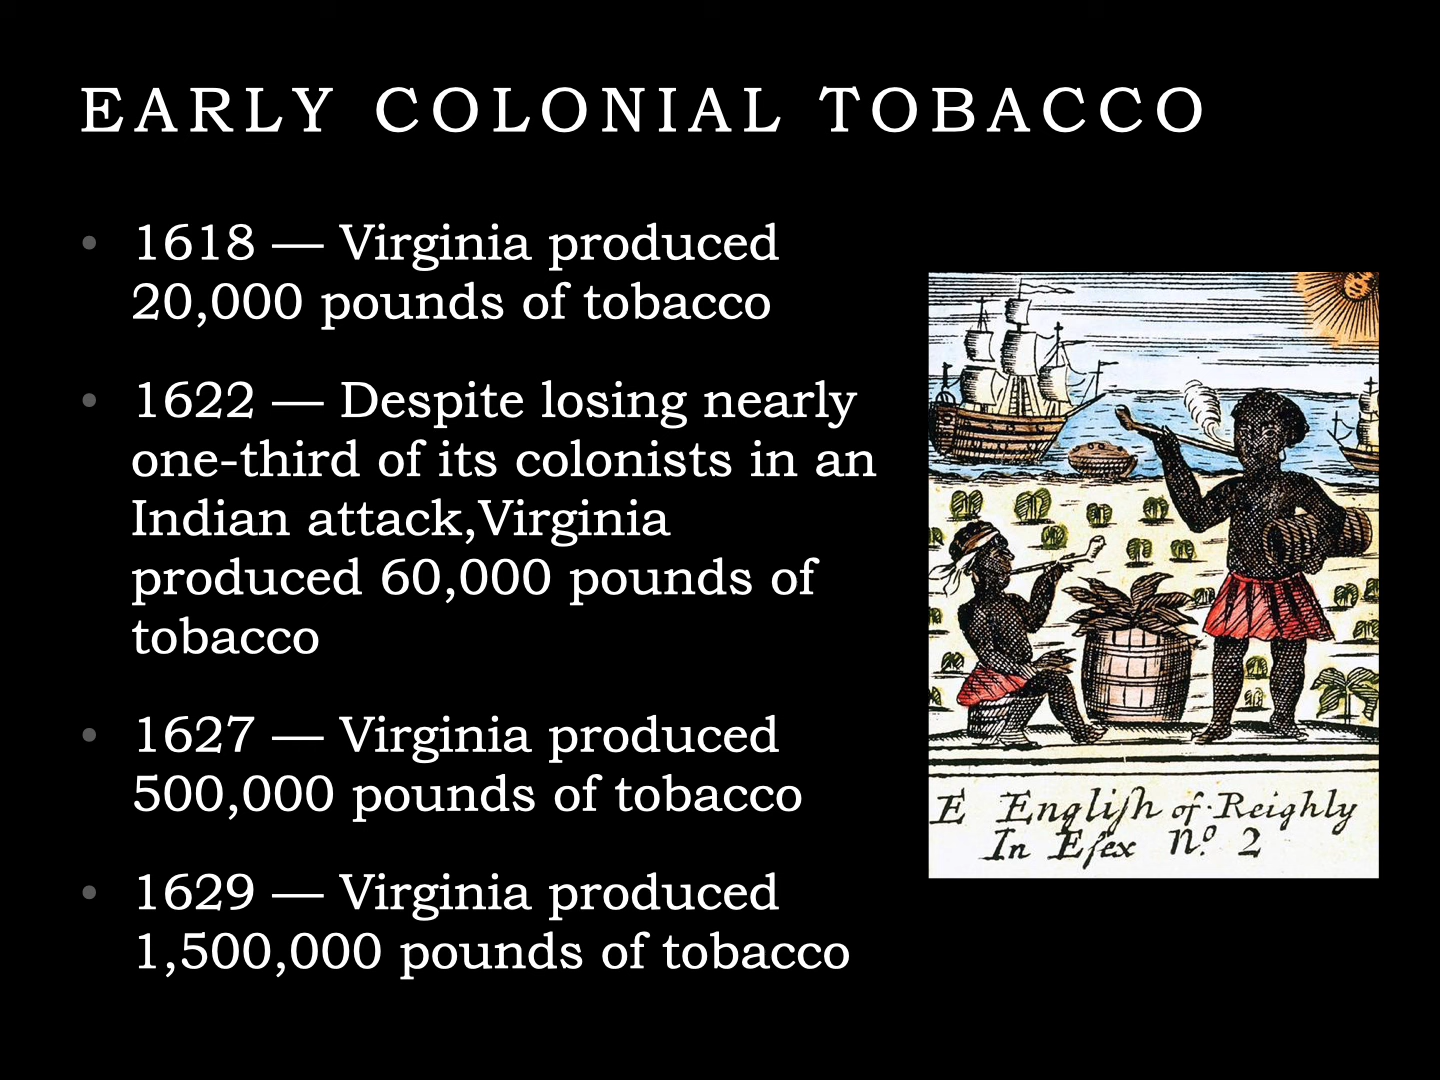 EARLY COLONIAL TOBACCO
• 1618 — Virginia produced
20,000 pounds of tobacco
• 1622 — Despite losing nearly
one-third of its colonists in an
Indian attack,Virginia
produced 60,000 pounds of
tobacco
• 1627 — Virginia produced
500,000 pounds of tobacco
• 1629 — Virginia produced
1,500,000 pounds of tobacco
E Engliſh of·Reighly
In Eſex N.º 2